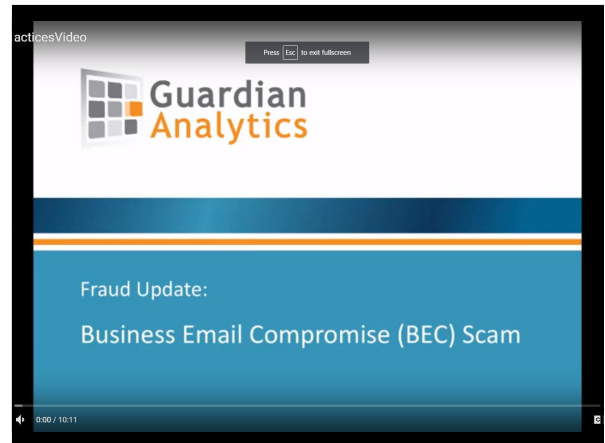 acticesVideo
Press Esc to exit fullscreen
Guardian
Analytics
Fraud Update:
Business Email Compromise (BEC) Scam
0:00 / 10:11